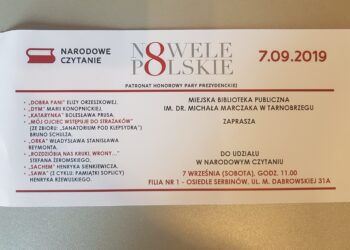 NARODOWE
CZYTANIE
N8WELE
P LSKIE
7.09.2019
PATRONAT HONOROWY PARY PREZYDENCKIEJ
• „DOBRA PANI" ELIZY ORZESZKOWEJ,
• „DYM" MARII KONOPNICKIEJ,
• „KATARYNKA" BOLESŁAWA PRUSA,
• „MÓJ OJCIEC WSTĘPUJE DO STRAŻAKÓW"
(ZE ZBIORU: „SANATORIUM POD KLEPSYDRĄ")
BRUNO SCHULZA,
• „ORKA" WŁADYSŁAWA STANISŁAWA
REYMONTA,
• „ROZDZIOBIĄ NAS KRUKI, WRONY..."
STEFANA ŻEROMSKIEGO,
• „SACHEM" HENRYKA SIENKIEWICZA,
• „SAWA" (Z CYKLU: PAMIĄTKI SOPLICY)
HENRYKA RZEWUSKIEGO.
MIEJSKA BIBLIOTEKA PUBLICZNA
IM. DR. MICHAŁA MARCZAKA W TARNOBRZEGU
ZAPRASZA
DO UDZIAŁU
W NARODOWYM CZYTANIU
7 WRZEŚNIA (SOBOTA), GODZ. 11.00
FILIA NR 1 - OSIEDLE SERBINÓW, UL. M. DĄBROWSKIEJ 31A